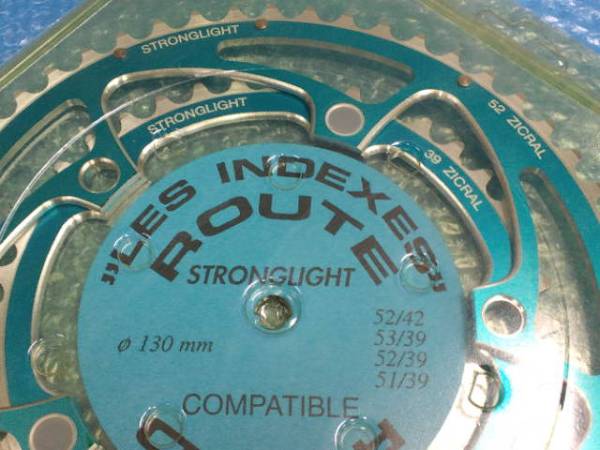 STRONGLIGHT
52 ZICRAL
STRONGLIGHT
39 ZICRAL
"LES INDEXES"
ROUTE
STRONGLIGHT
ø 130 mm
52/42
53/39
52/39
51/39
COMPATIBLE